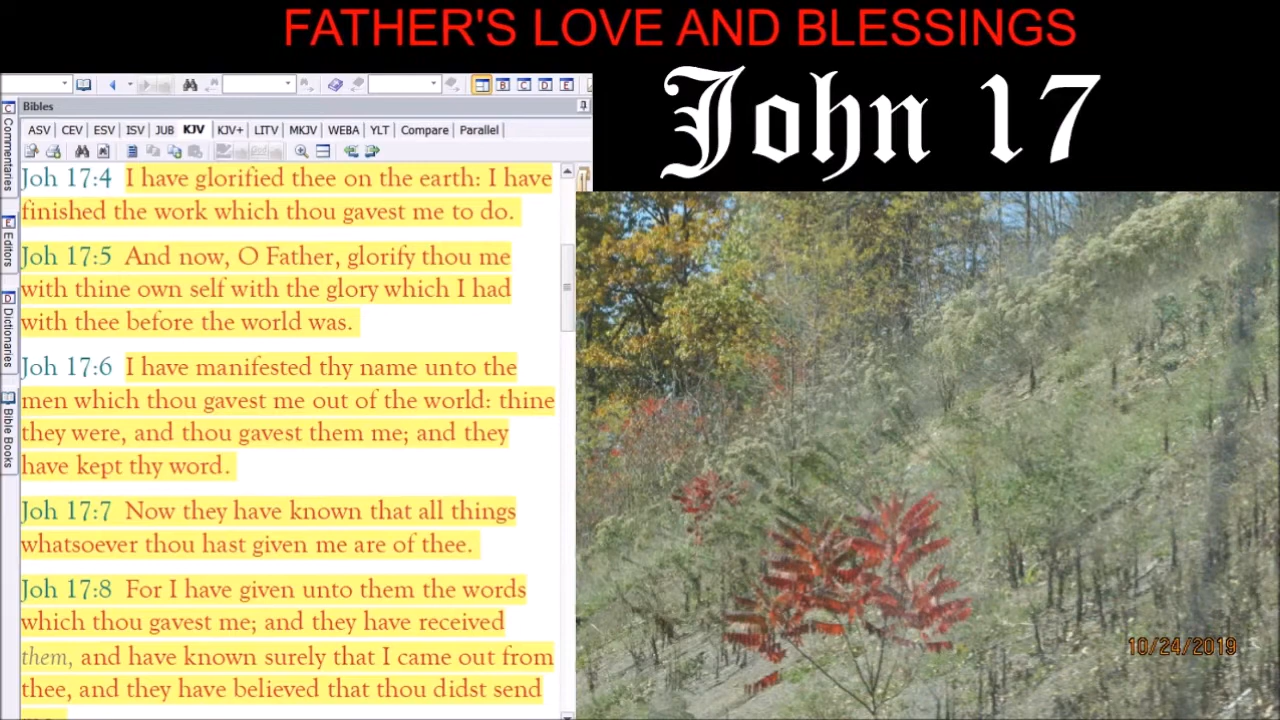 FATHER'S LOVE AND BLESSINGS
John 17
Bibles
ASV CEV ESV ISV JUB KJV KJV+ LITV MKJV WEBA YLT Compare Parallel
Commentaries
Editors
Dictionaries
Bible Books
Joh 17:4 I have glorified thee on the earth: I have
finished the work which thou gavest me to do.
Joh 17:5 And now, O Father, glorify thou me
with thine own self with the glory which I had
with thee before the world was.
Joh 17:6 I have manifested thy name unto the
men which thou gavest me out of the world: thine
they were, and thou gavest them me; and they
have kept thy word.
Joh 17:7 Now they have known that all things
whatsoever thou hast given me are of thee.
Joh 17:8 For I have given unto them the words
which thou gavest me; and they have received
them, and have known surely that I came out from
thee, and they have believed that thou didst send
10/24/2019